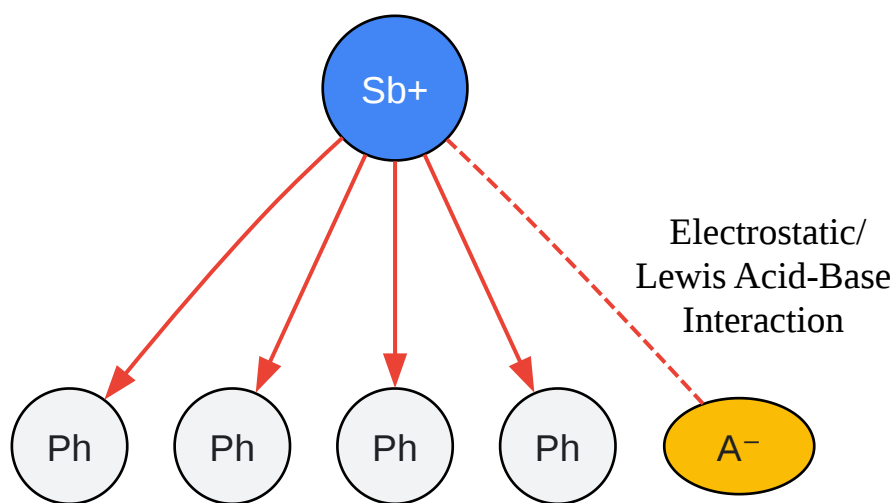 Sb+
Electrostatic/
Lewis Acid-Base
Interaction
Ph
Ph
Ph
Ph
A⁻